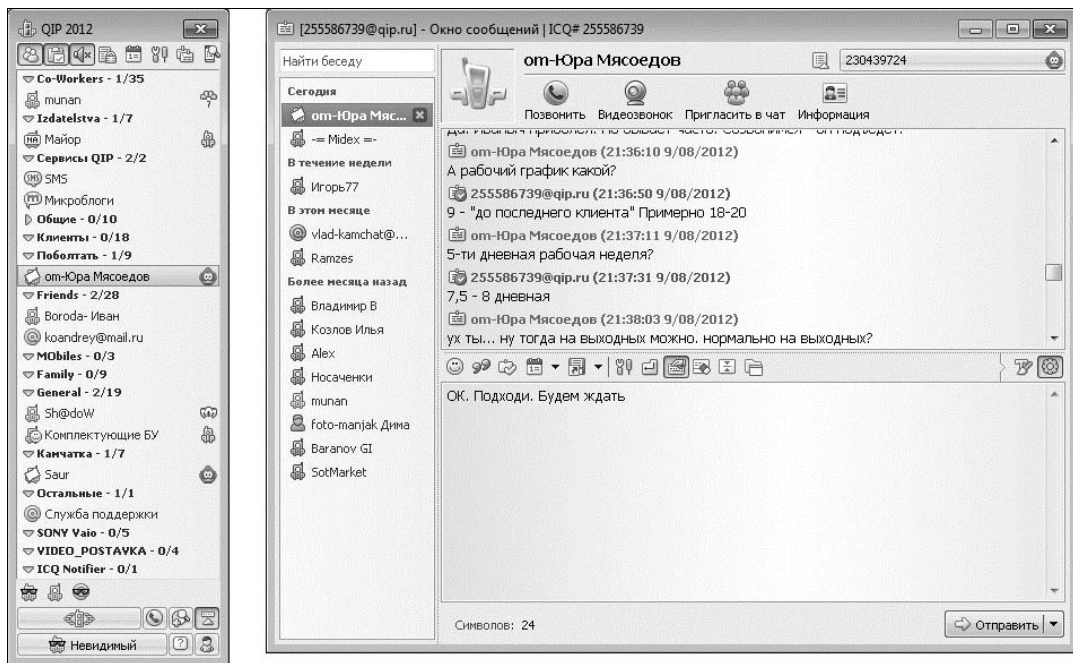 QIP 2012
Co-Workers - 1/35
munan
Izdatelstva - 1/7
Майор
Сервисы QIP - 2/2
SMS
Микроблоги
Общие - 0/10
Клиенты - 0/18
Поболтать - 1/9
om-Юра Мясоедов
Friends - 2/28
Boroda- Иван
koandrey@mail.ru
MObiles - 0/3
Family - 0/9
General - 2/19
Sh@doW
Комплектующие БУ
Камчатка - 1/7
Saur
Остальные - 1/1
Служба поддержки
SONY Vaio - 0/5
VIDEO_POSTAVKA - 0/4
ICQ Notifier - 0/1
Невидимый
[255586739@qip.ru] - Окно сообщений | ICQ# 255586739
Найти беседу
Сегодня
om-Юра Мяс...
-= Midex =-
В течение недели
Игорь77
В этом месяце
vlad-kamchat@...
Ramzes
Более месяца назад
Владимир В
Козлов Илья
Alex
Носаченки
munan
foto-manjak Дима
Baranov GI
SotMarket
om-Юра Мясоедов
230439724
Позвонить Видеозвонок Пригласить в чат Информация
om-Юра Мясоедов (21:36:10 9/08/2012)
А рабочий график какой?
255586739@qip.ru (21:36:50 9/08/2012)
9 - "до последнего клиента" Примерно 18-20
om-Юра Мясоедов (21:37:11 9/08/2012)
5-ти дневная рабочая неделя?
255586739@qip.ru (21:37:31 9/08/2012)
7,5 - 8 дневная
om-Юра Мясоедов (21:38:03 9/08/2012)
ух ты... ну тогда на выходных можно. нормально на выходных?
ОК. Подходи. Будем ждать
Символов: 24
Отправить